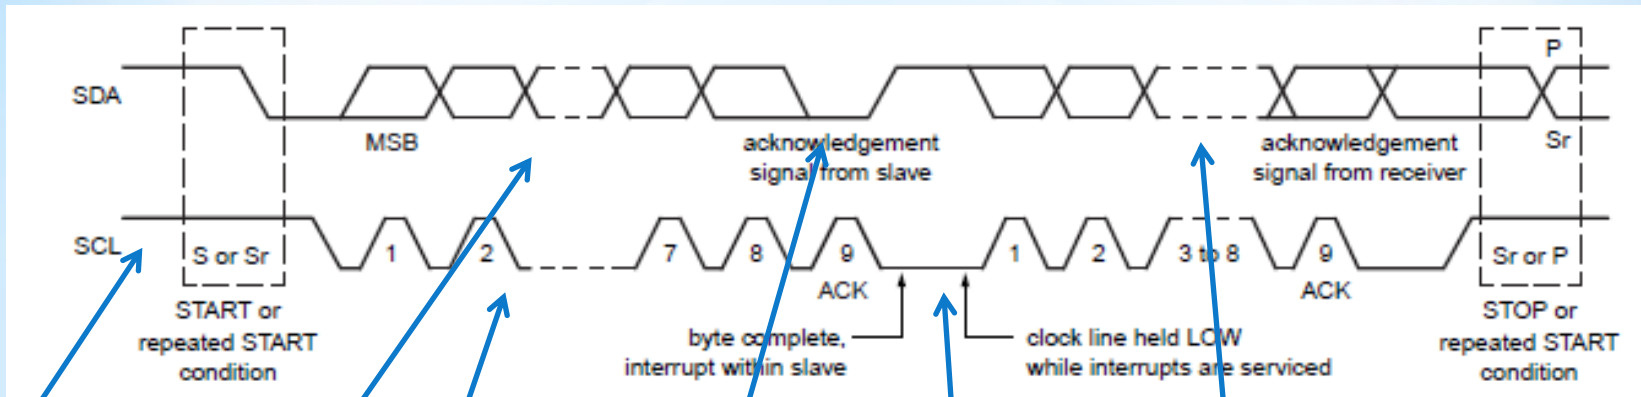 P
SDA
MSB
acknowledgement
signal from slave
acknowledgement
signal from receiver
Sr
SCL
S or Sr
1
2
7
8
9
1
2
3 to 8
9
Sr or P
ACK
ACK
START or
repeated START
condition
byte complete,
interrupt within slave
clock line held LOW
while interrupts are serviced
STOP or
repeated START
condition